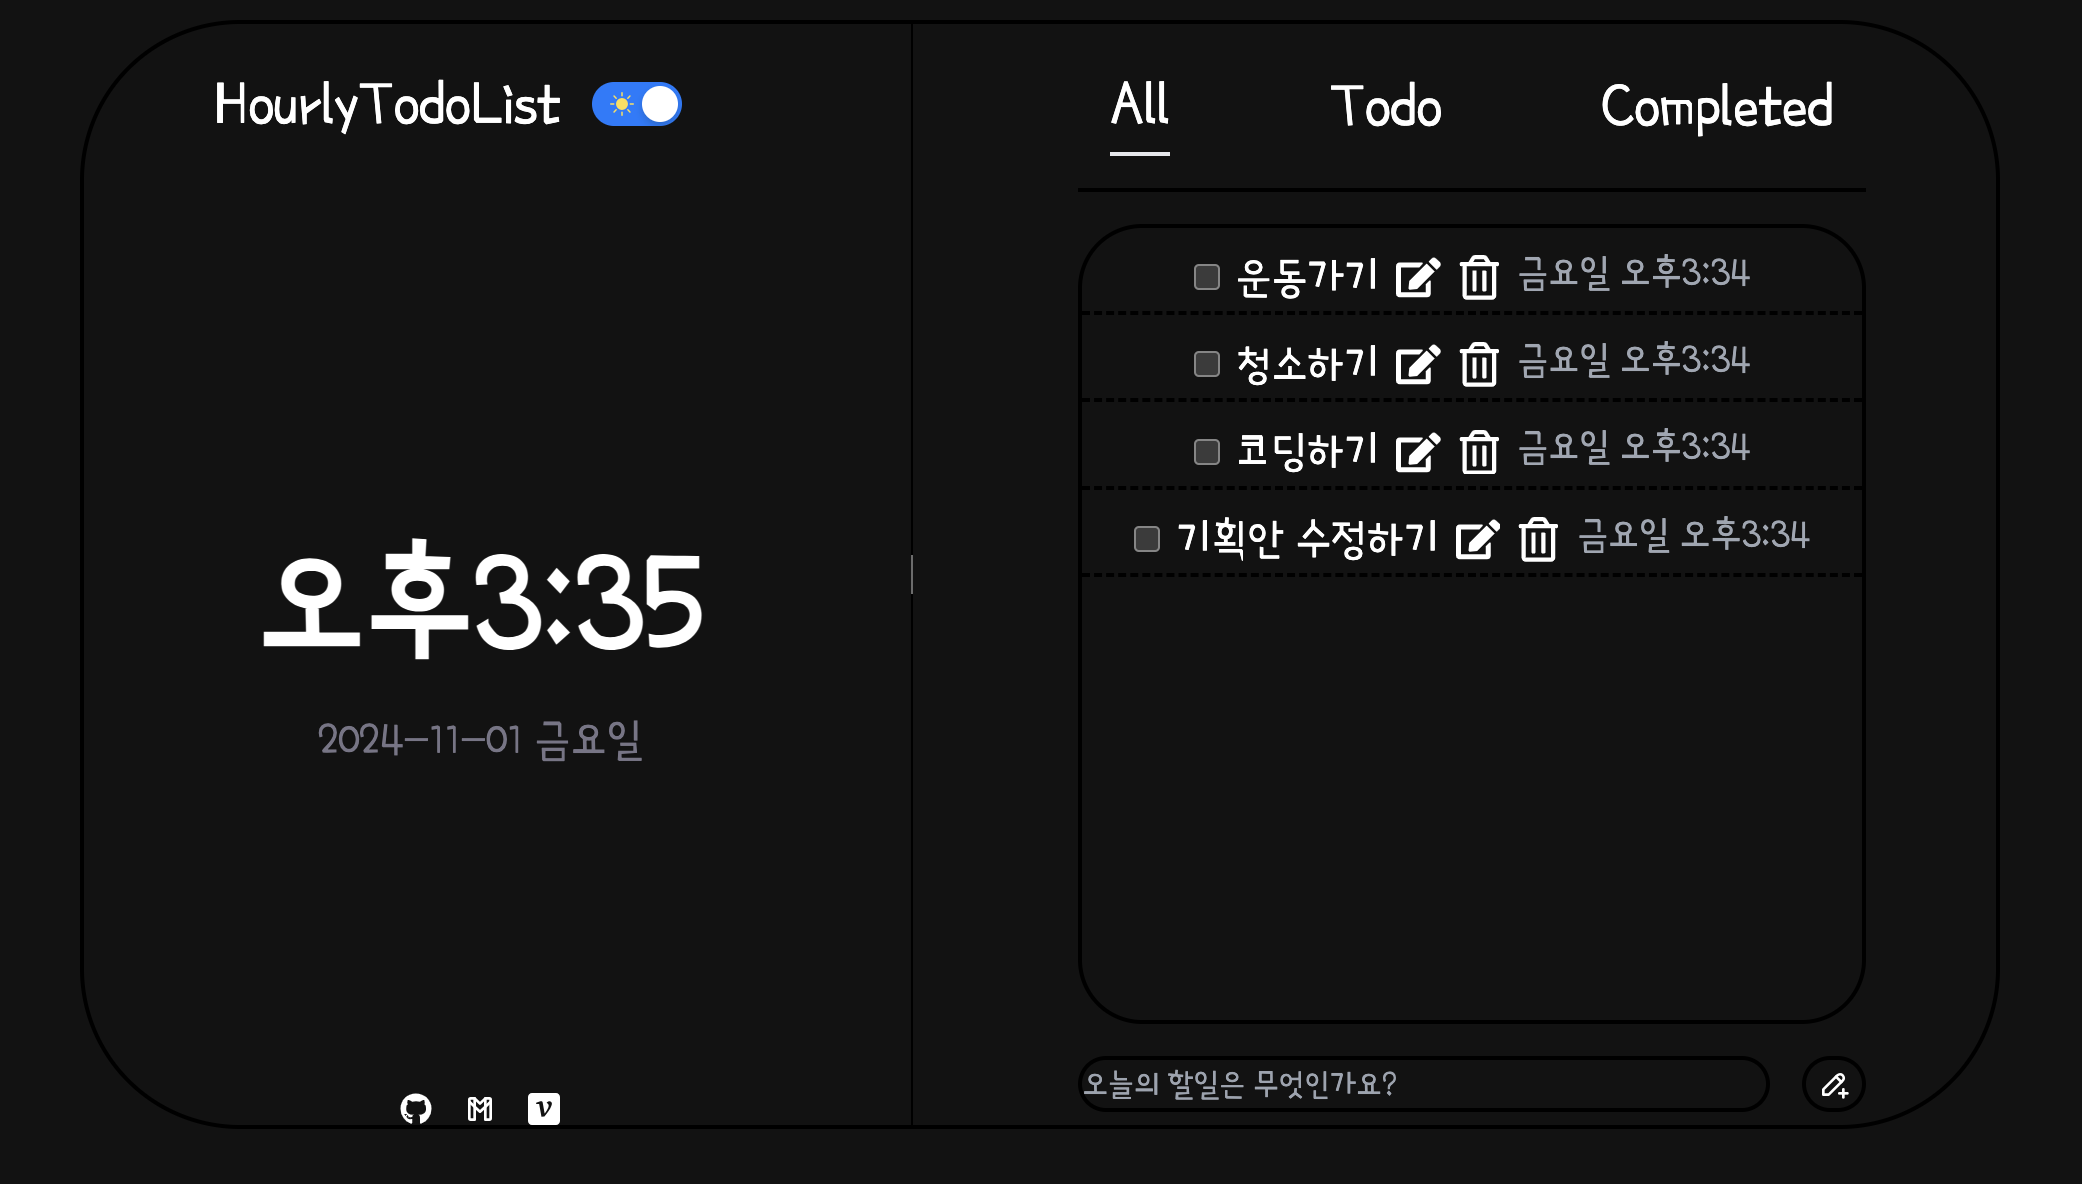 HourlyTodoList
오후3:35
2024-11-01 금요일
All Todo Completed
운동가기 금요일 오후3:34
청소하기 금요일 오후3:34
코딩하기 금요일 오후3:34
기획안 수정하기 금요일 오후3:34
오늘의 할일은 무엇인가요?